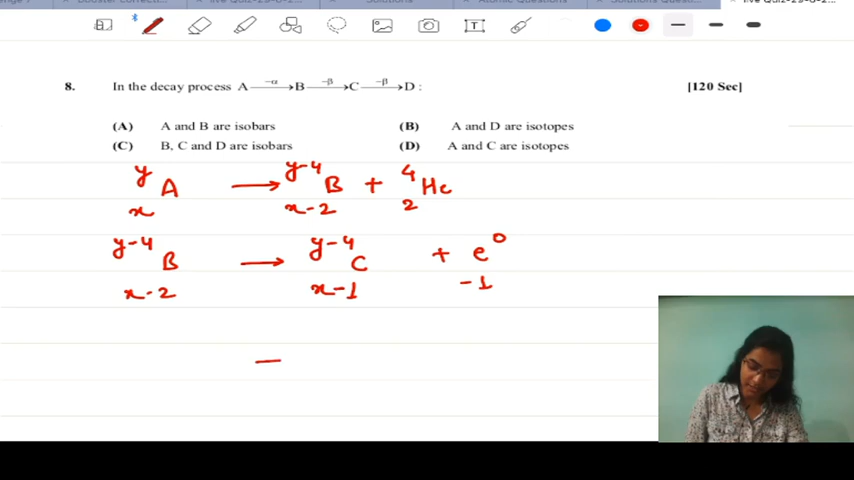 8. In the decay process A —−α→ B —−β→ C —−β→ D : [120 Sec]
(A) A and B are isobars (B) A and D are isotopes
(C) B, C and D are isobars (D) A and C are isotopes
y y-4 4
A → B + He
x x-2 2
y-4 y-4 0
B → C + e
x-2 x-1 -1
—